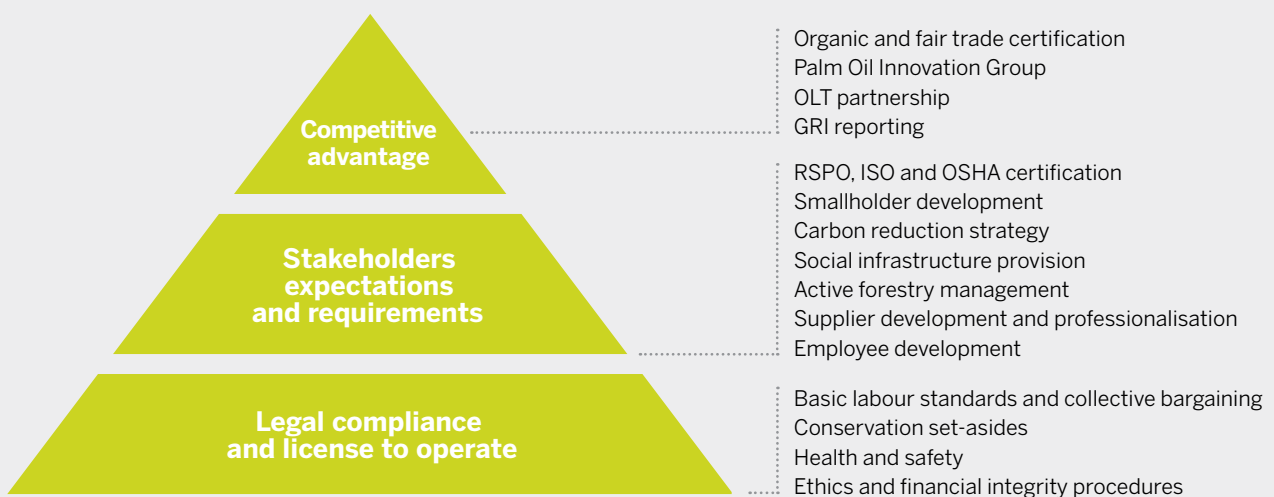 Competitive
advantage
Organic and fair trade certification
Palm Oil Innovation Group
OLT partnership
GRI reporting
Stakeholders
expectations
and requirements
RSPO, ISO and OSHA certification
Smallholder development
Carbon reduction strategy
Social infrastructure provision
Active forestry management
Supplier development and professionalisation
Employee development
Legal compliance
and license to operate
Basic labour standards and collective bargaining
Conservation set-asides
Health and safety
Ethics and financial integrity procedures